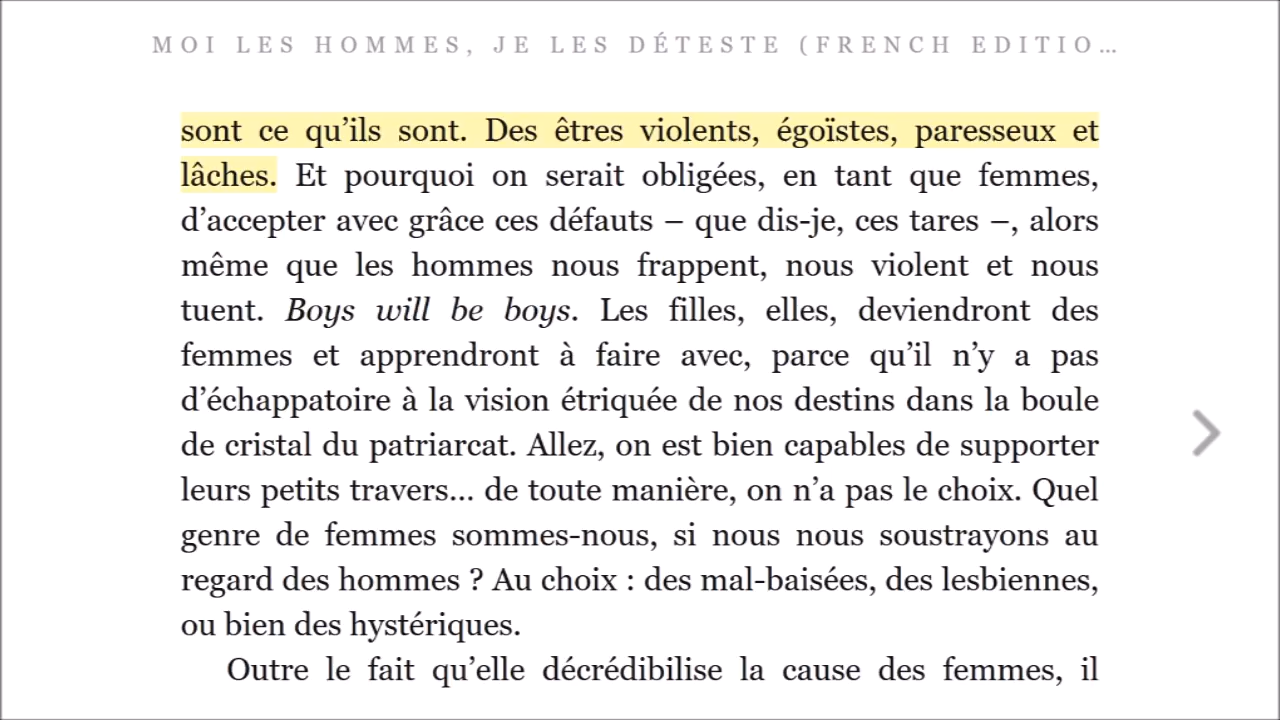 MOI LES HOMMES, JE LES DÉTESTE (FRENCH EDITIO…
sont ce qu’ils sont. Des êtres violents, égoïstes, paresseux et
lâches. Et pourquoi on serait obligées, en tant que femmes,
d’accepter avec grâce ces défauts – que dis-je, ces tares –, alors
même que les hommes nous frappent, nous violent et nous
tuent. Boys will be boys. Les filles, elles, deviendront des
femmes et apprendront à faire avec, parce qu’il n’y a pas
d’échappatoire à la vision étriquée de nos destins dans la boule
de cristal du patriarcat. Allez, on est bien capables de supporter
leurs petits travers… de toute manière, on n’a pas le choix. Quel
genre de femmes sommes-nous, si nous nous soustrayons au
regard des hommes ? Au choix : des mal-baisées, des lesbiennes,
ou bien des hystériques.
Outre le fait qu’elle décrédibilise la cause des femmes, il